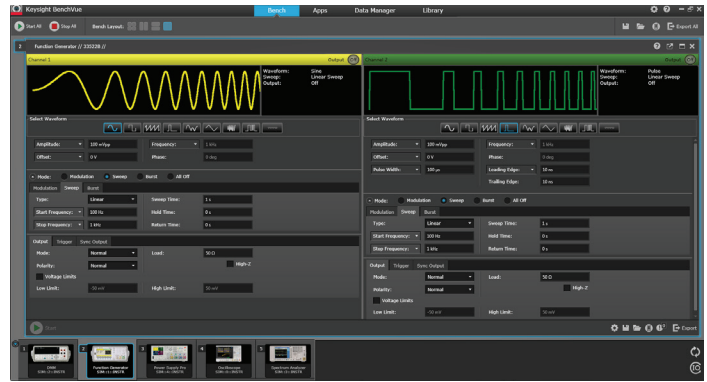 Keysight BenchVue
Bench Apps Data Manager Library
Start All Stop All Bench Layout: Export All
2 Function Generator // 33522B //
Channel 1 Output Off
Waveform: Sine
Sweep: Linear Sweep
Output: Off
Select Waveform
Amplitude: 100 mVpp Frequency: 1 kHz
Offset: 0 V Phase: 0 deg
Mode: Modulation Sweep Burst All Off
Modulation Sweep Burst
Type: Linear Sweep Time: 1 s
Start Frequency: 100 Hz Hold Time: 0 s
Stop Frequency: 1 kHz Return Time: 0 s
Output Trigger Sync Output
Mode: Normal Load: 50 Ω
Polarity: Normal High-Z
Voltage Limits
Low Limit: -50 mV High Limit: 50 mV
Channel 2 Output Off
Waveform: Pulse
Sweep: Linear Sweep
Output: Off
Select Waveform
Amplitude: 100 mVpp Frequency: 1 kHz
Offset: 0 V Phase: 0 deg
Pulse Width: 100 µs Leading Edge: 10 ns
Trailing Edge: 10 ns
Mode: Modulation Sweep Burst All Off
Modulation Sweep Burst
Type: Linear Sweep Time: 1 s
Start Frequency: 100 Hz Hold Time: 0 s
Stop Frequency: 1 kHz Return Time: 0 s
Output Trigger Sync Output
Mode: Normal Load: 50 Ω
Polarity: Normal High-Z
Voltage Limits
Low Limit: -50 mV High Limit: 50 mV
Start Export
1 2 3 4 5
DMM Function Generator Power Supply Pro Oscilloscope Spectrum Analyzer